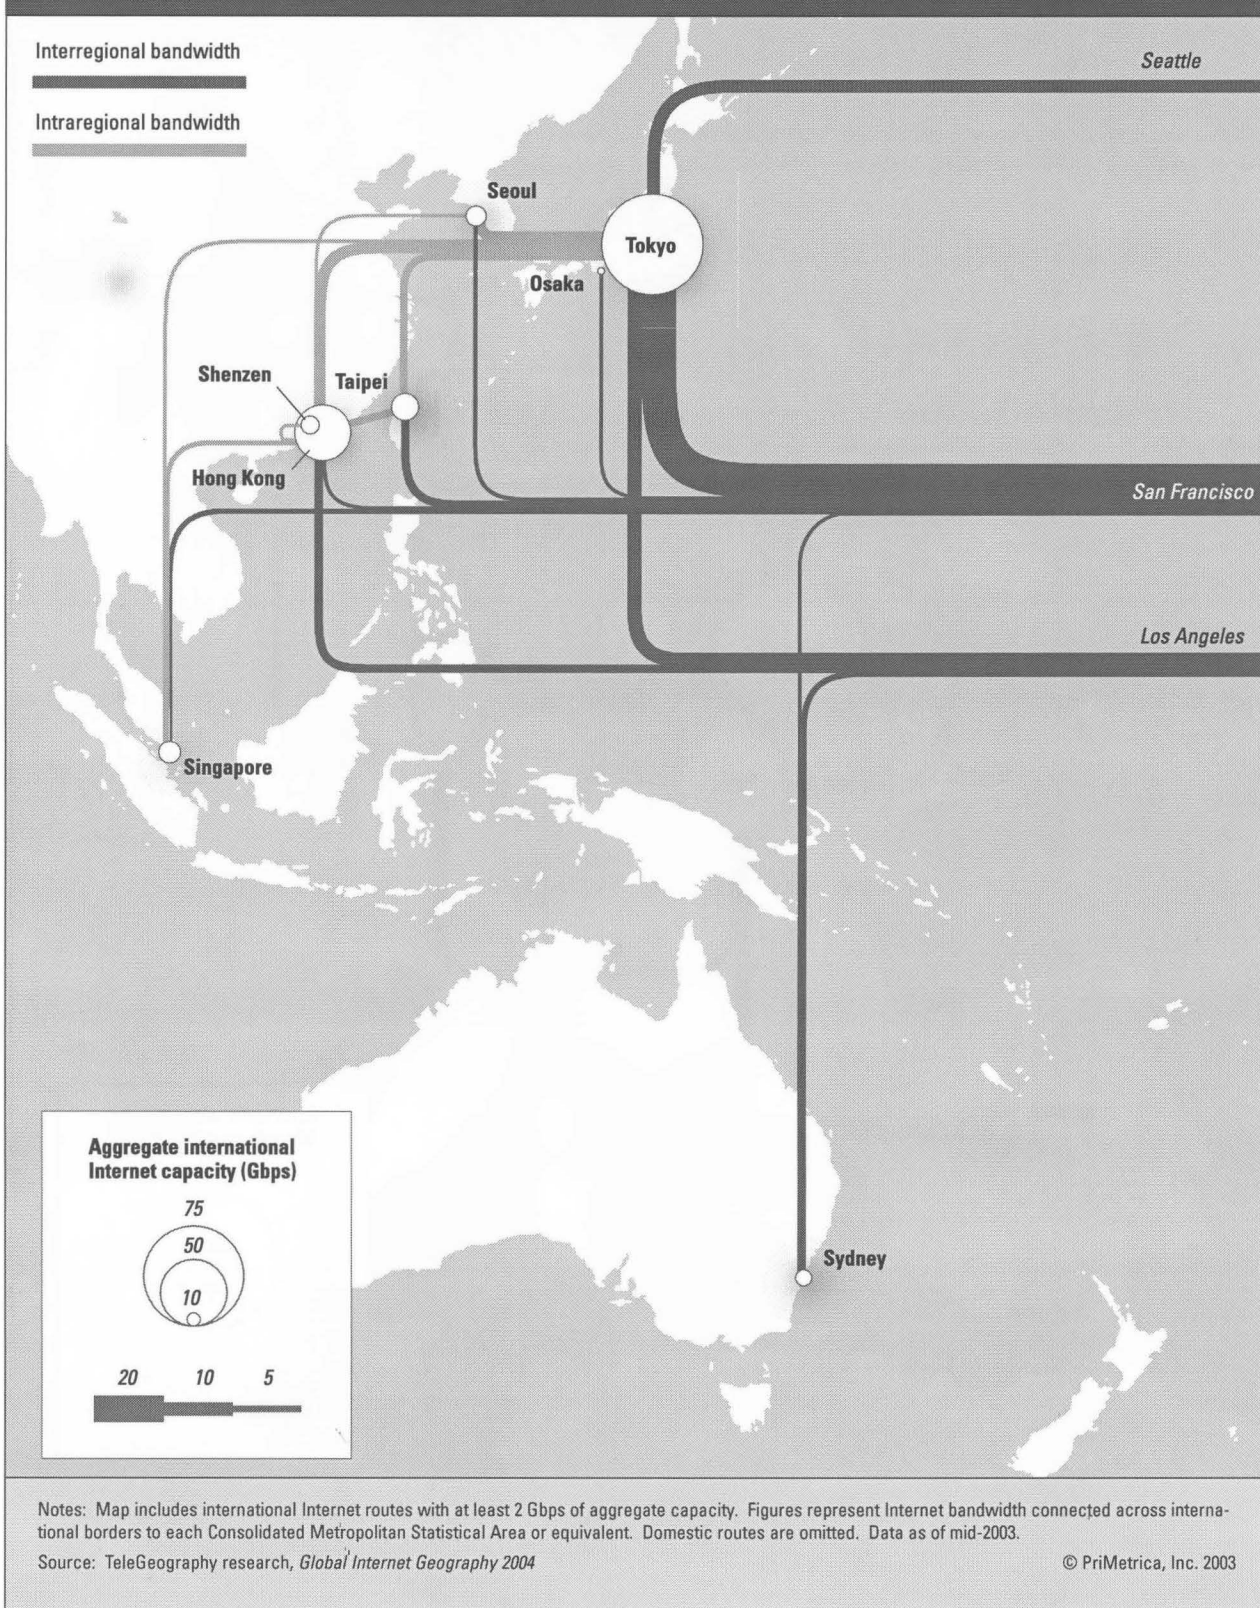 Interregional bandwidth
Seattle
Intraregional bandwidth
Seoul
Tokyo
Osaka
Shenzen
Taipei
Hong Kong
San Francisco
Los Angeles
Singapore
Aggregate international
Internet capacity (Gbps)
75
50
10
20 10 5
Sydney
Notes: Map includes international Internet routes with at least 2 Gbps of aggregate capacity. Figures represent Internet bandwidth connected across interna-
tional borders to each Consolidated Metropolitan Statistical Area or equivalent. Domestic routes are omitted. Data as of mid-2003.
Source: TeleGeography research, Global Internet Geography 2004
© PriMetrica, Inc. 2003